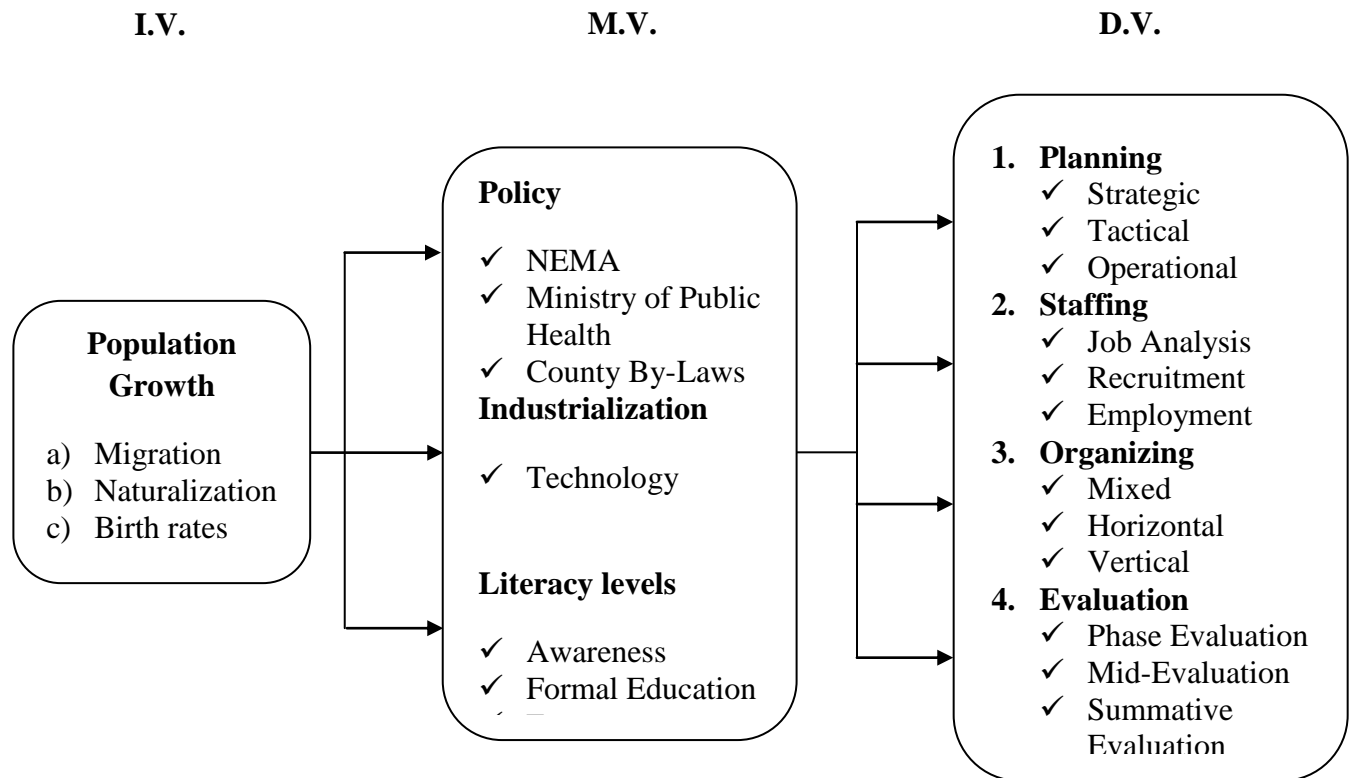 I.V.
M.V.
D.V.
Population
Growth
a) Migration
b) Naturalization
c) Birth rates
Policy
✓ NEMA
✓ Ministry of Public
Health
✓ County By-Laws
Industrialization
✓ Technology
Literacy levels
✓ Awareness
✓ Formal Education
1. Planning
✓ Strategic
✓ Tactical
✓ Operational
2. Staffing
✓ Job Analysis
✓ Recruitment
✓ Employment
3. Organizing
✓ Mixed
✓ Horizontal
✓ Vertical
4. Evaluation
✓ Phase Evaluation
✓ Mid-Evaluation
✓ Summative
Evaluation